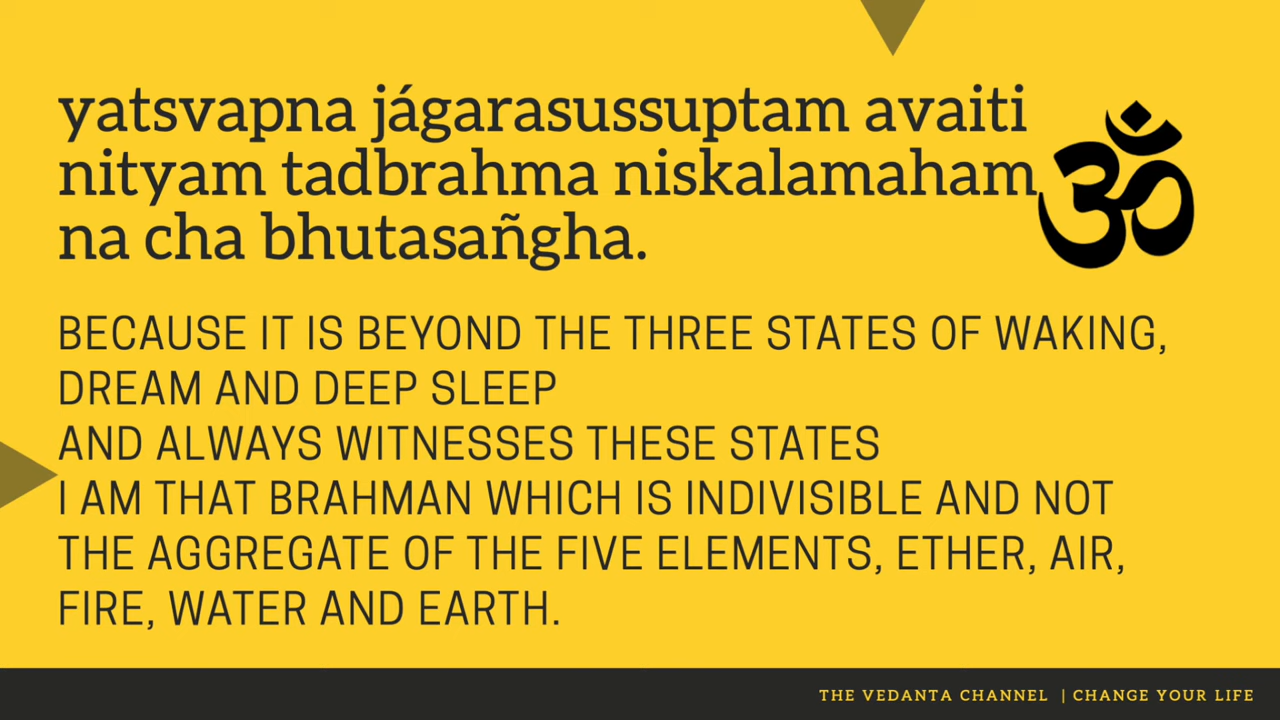 yatsvapna jágarasussuptam avaiti
nityam tadbrahma niskalamaham
na cha bhutasañgha.
ॐ
BECAUSE IT IS BEYOND THE THREE STATES OF WAKING,
DREAM AND DEEP SLEEP
AND ALWAYS WITNESSES THESE STATES
I AM THAT BRAHMAN WHICH IS INDIVISIBLE AND NOT
THE AGGREGATE OF THE FIVE ELEMENTS, ETHER, AIR,
FIRE, WATER AND EARTH.
THE VEDANTA CHANNEL | CHANGE YOUR LIFE